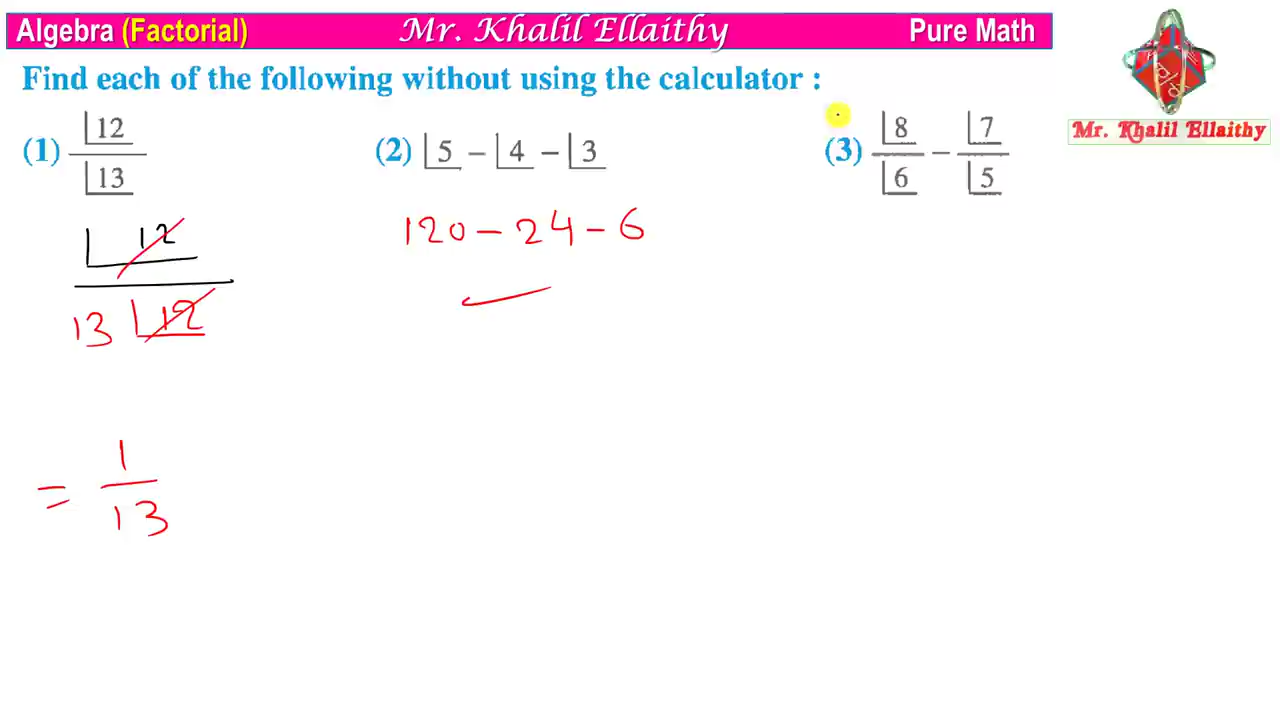 Algebra (Factorial) Mr. Khalil Ellaithy Pure Math
Mr. Khalil Ellaithy
Find each of the following without using the calculator :
(1) ⌊12 / ⌊13
(2) ⌊5 − ⌊4 − ⌊3
(3) ⌊8 / ⌊6 − ⌊7 / ⌊5
⌊12
13 ⌊12
= 1 / 13
120 − 24 − 6